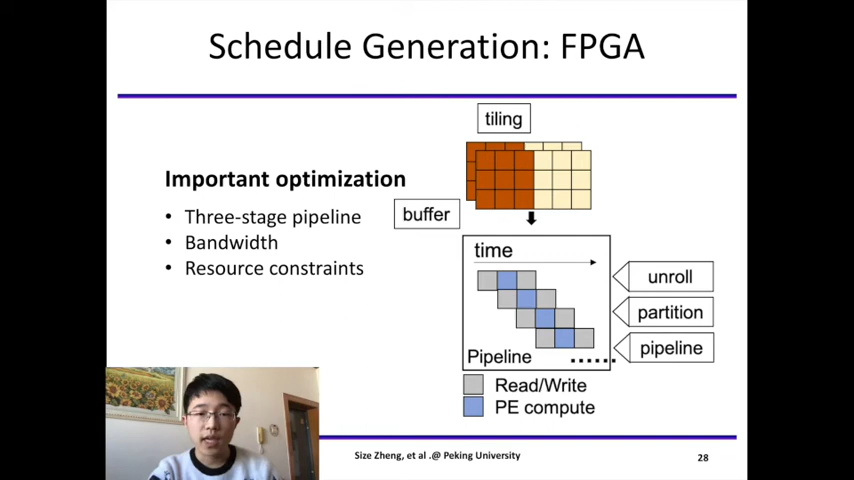 Schedule Generation: FPGA
tiling
Important optimization
• Three-stage pipeline
• Bandwidth
• Resource constraints
buffer
time
unroll
partition
pipeline
Pipeline ......
Read/Write
PE compute
Size Zheng, et al .@ Peking University
28